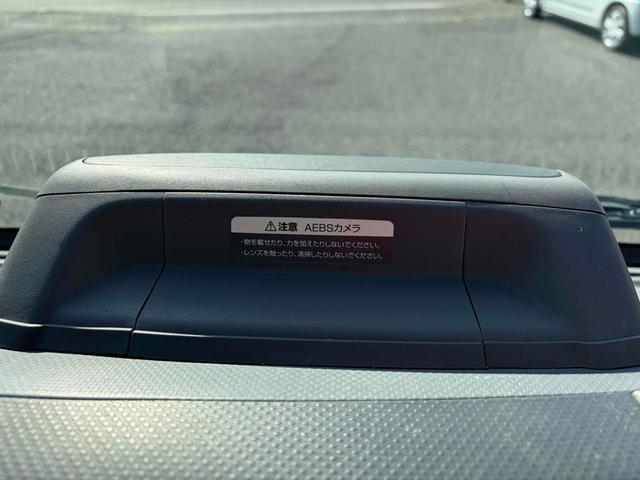 ⚠注意 AEBSカメラ
・物を載せたり、力を加えたりしないでください。
・レンズを触ったり、清掃したりしないでください。